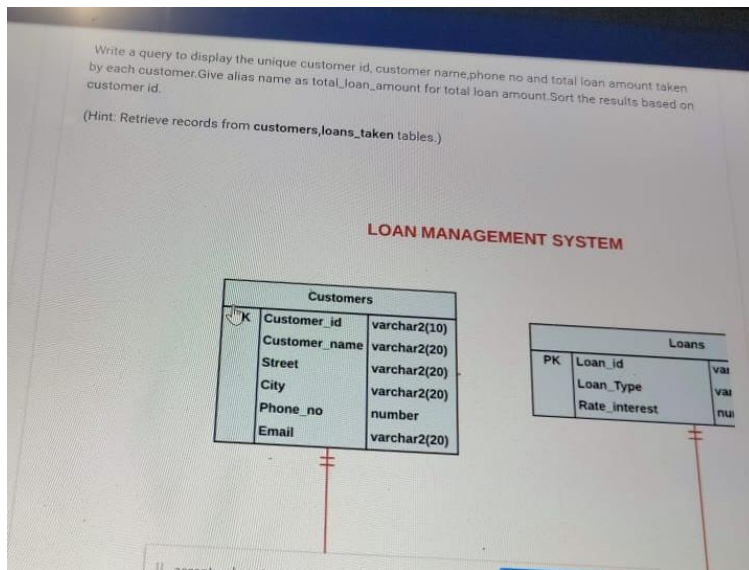 Write a query to display the unique customer id, customer name,phone no and total loan amount taken
by each customer.Give alias name as total_loan_amount for total loan amount.Sort the results based on
customer id.
(Hint: Retrieve records from customers,loans_taken tables.)
LOAN MANAGEMENT SYSTEM
Customers
K Customer_id varchar2(10)
Customer_name varchar2(20)
Street varchar2(20)
City varchar2(20)
Phone_no number
Email varchar2(20)
Loans
PK Loan_id
Loan_Type
Rate_interest